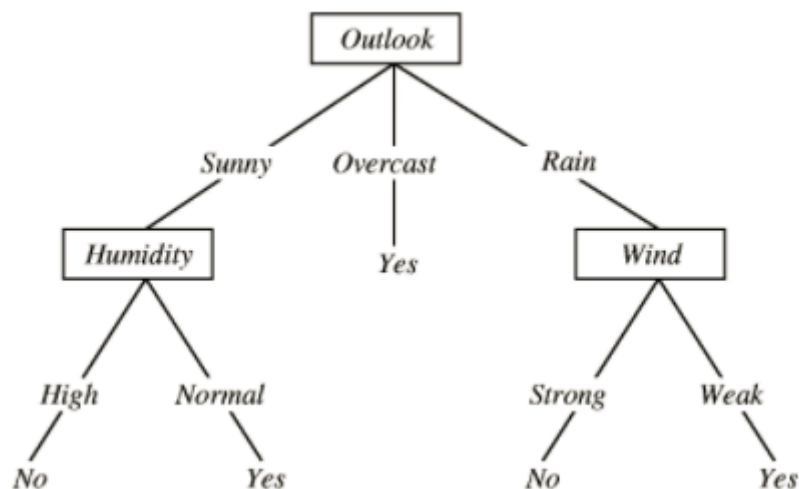 Outlook
Sunny Overcast Rain
Humidity Yes Wind
High Normal Strong Weak
No Yes No Yes